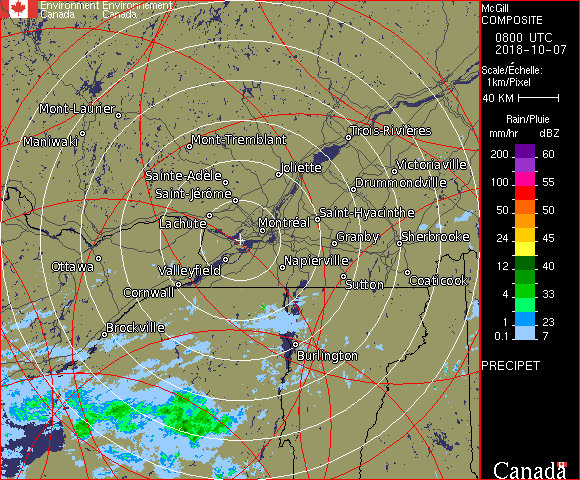 Environment Environnement
Canada Canada
McGill
COMPOSITE
0800 UTC
2018-10-07
Scale/Échelle:
1km/Pixel
40 KM
Rain/Pluie
mm/hr dBZ
200 60
155 57
100 55
50 50
24 45
12 40
4 33
1 23
0.1 7
PRECIPET
Canada
Mont-Laurier
Maniwaki
Mont-Tremblant
Trois-Rivières
Sainte-Adèle
Joliette
Victoriaville
Saint-Jérôme
Drummondville
Lachute
Montréal
Saint-Hyacinthe
Granby
Sherbrooke
Ottawa
Valleyfield
Napierville
Cornwall
Sutton
Coaticook
Brockville
Burlington